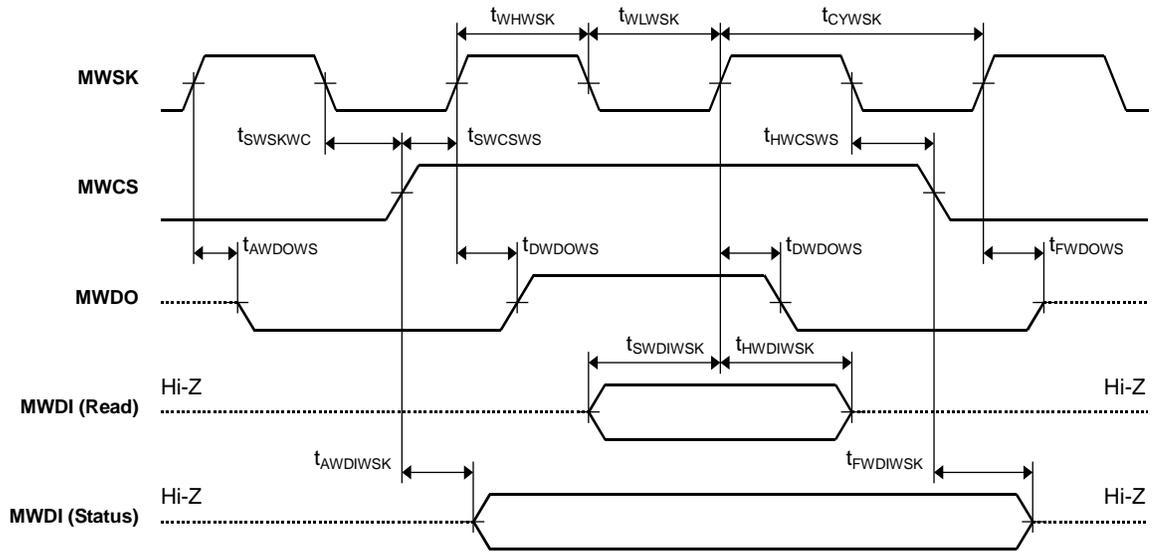 tWHWSK tWLWSK tCYWSK
MWSK
tSWSKWC tSWCSWS tHWCSWS
MWCS
tAWDOWS tDWDOWS tDWDOWS tFWDOWS
MWDO
tSWDIWSK tHWDIWSK
Hi-Z Hi-Z
MWDI (Read)
tAWDIWSK tFWDIWSK
Hi-Z Hi-Z
MWDI (Status)